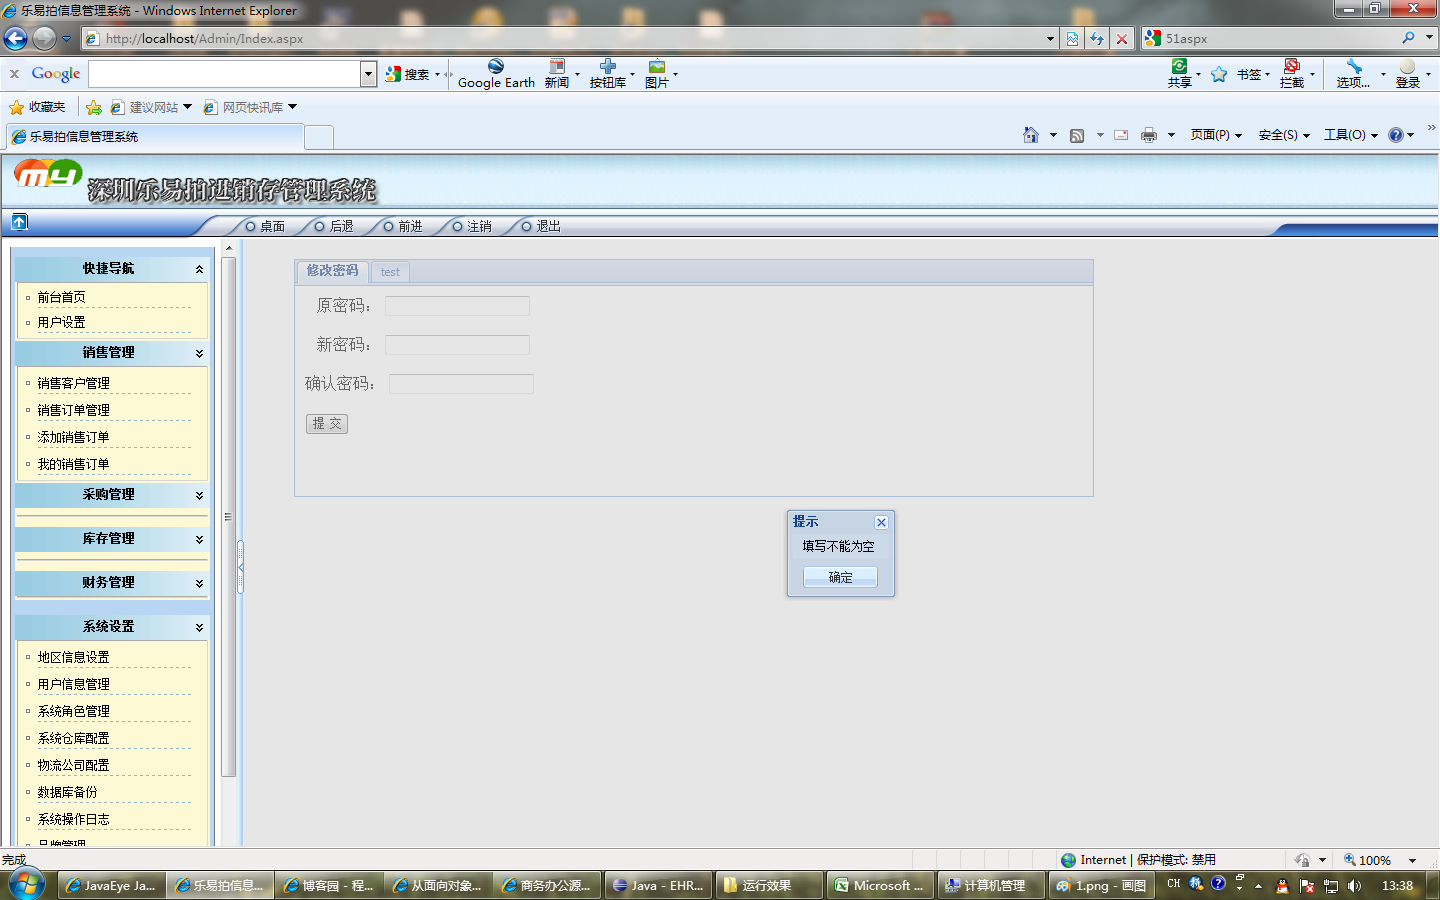 乐易拍信息管理系统 - Windows Internet Explorer
http://localhost/Admin/Index.aspx
51aspx
x Google
搜索
Google Earth
新闻
按钮库
图片
共享
书签
拦截
选项...
登录
收藏夹
建议网站
网页快讯库
乐易拍信息管理系统
页面(P)
安全(S)
工具(O)
my
深圳乐易拍进销存管理系统
桌面
后退
前进
注销
退出
快捷导航
前台首页
用户设置
销售管理
销售客户管理
销售订单管理
添加销售订单
我的销售订单
采购管理
库存管理
财务管理
系统设置
地区信息设置
用户信息管理
系统角色管理
系统仓库配置
物流公司配置
数据库备份
系统操作日志
品牌管理
修改密码
test
原密码：
新密码：
确认密码：
提 交
提示
填写不能为空
确定
完成
Internet | 保护模式: 禁用
100%
JavaEye Ja...
乐易拍信息...
博客园 - 程...
从面向对象...
商务办公源...
Java - EHR...
运行效果
Microsoft ...
计算机管理
1.png - 画图
CH
13:38